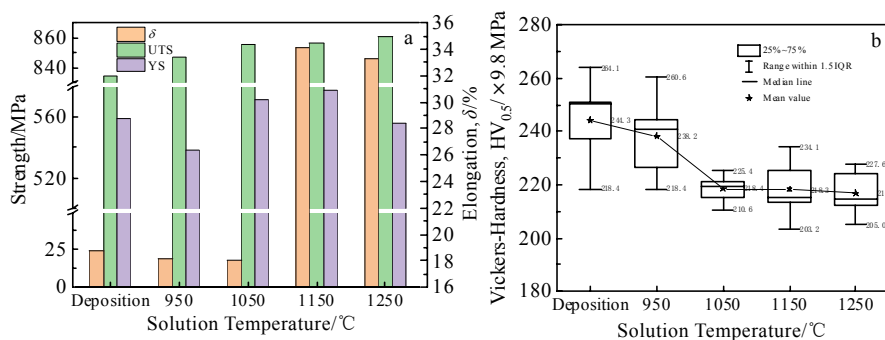 860
840
560
520
25
0
Strength/MPa
δ
UTS
YS
a
36
34
32
30
28
26
24
22
20
18
16
Elongation, δ/%
Deposition 950 1050 1150 1250
Solution Temperature/℃
280
260
240
220
200
180
Vickers-Hardness, HV0.5/ ×9.8 MPa
b
25%~75%
Range within 1.5IQR
Median line
Mean value
264.1
244.3
218.4
260.6
238.2
218.4
225.4
218.4
210.6
234.1
218.3
203.2
227.6
205.0
Deposition 950 1050 1150 1250
Solution Temperature/℃